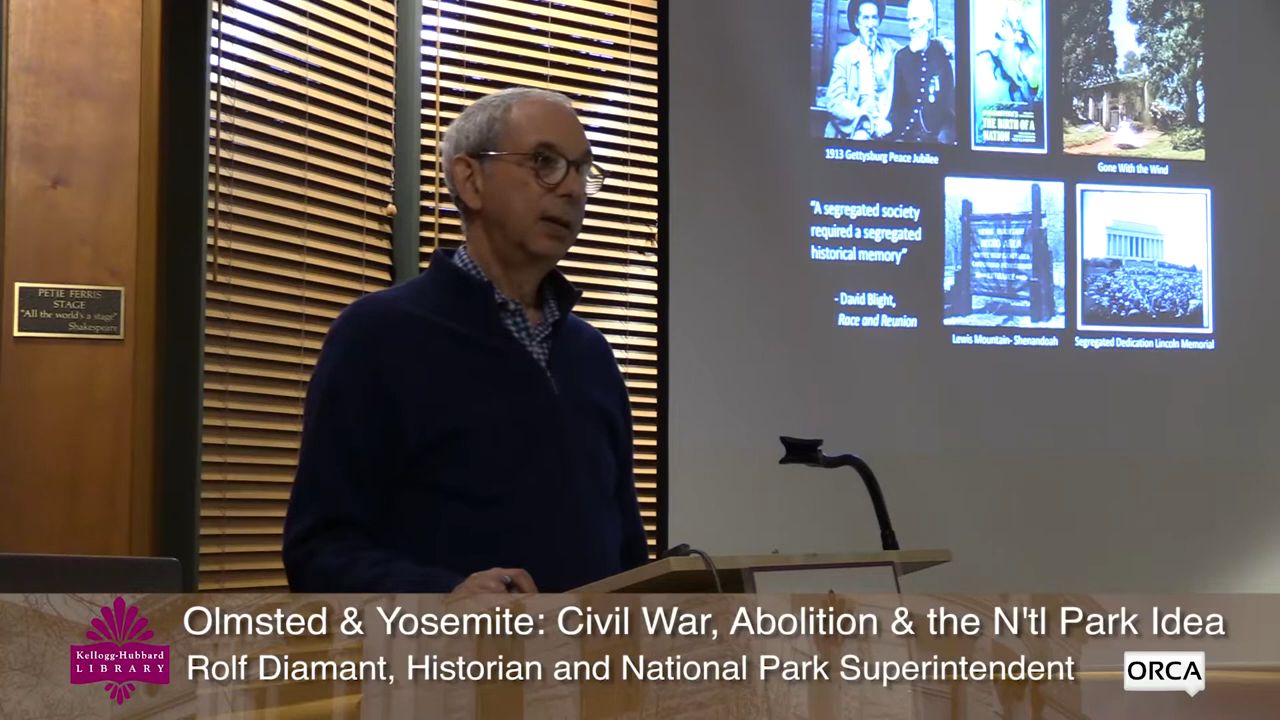 PETIE FERRIS
STAGE
"All the world's a stage"
Shakespeare
THE BIRTH OF A
NATION
1913 Gettysburg Peace Jubilee
Gone With the Wind
"A segregated society
required a segregated
historical memory"
- David Blight,
Race and Reunion
Lewis Mountain- Shenandoah
Segregated Dedication Lincoln Memorial
Olmsted & Yosemite: Civil War, Abolition & the N'tl Park Idea
Rolf Diamant, Historian and National Park Superintendent
Kellogg-Hubbard
LIBRARY
ORCA